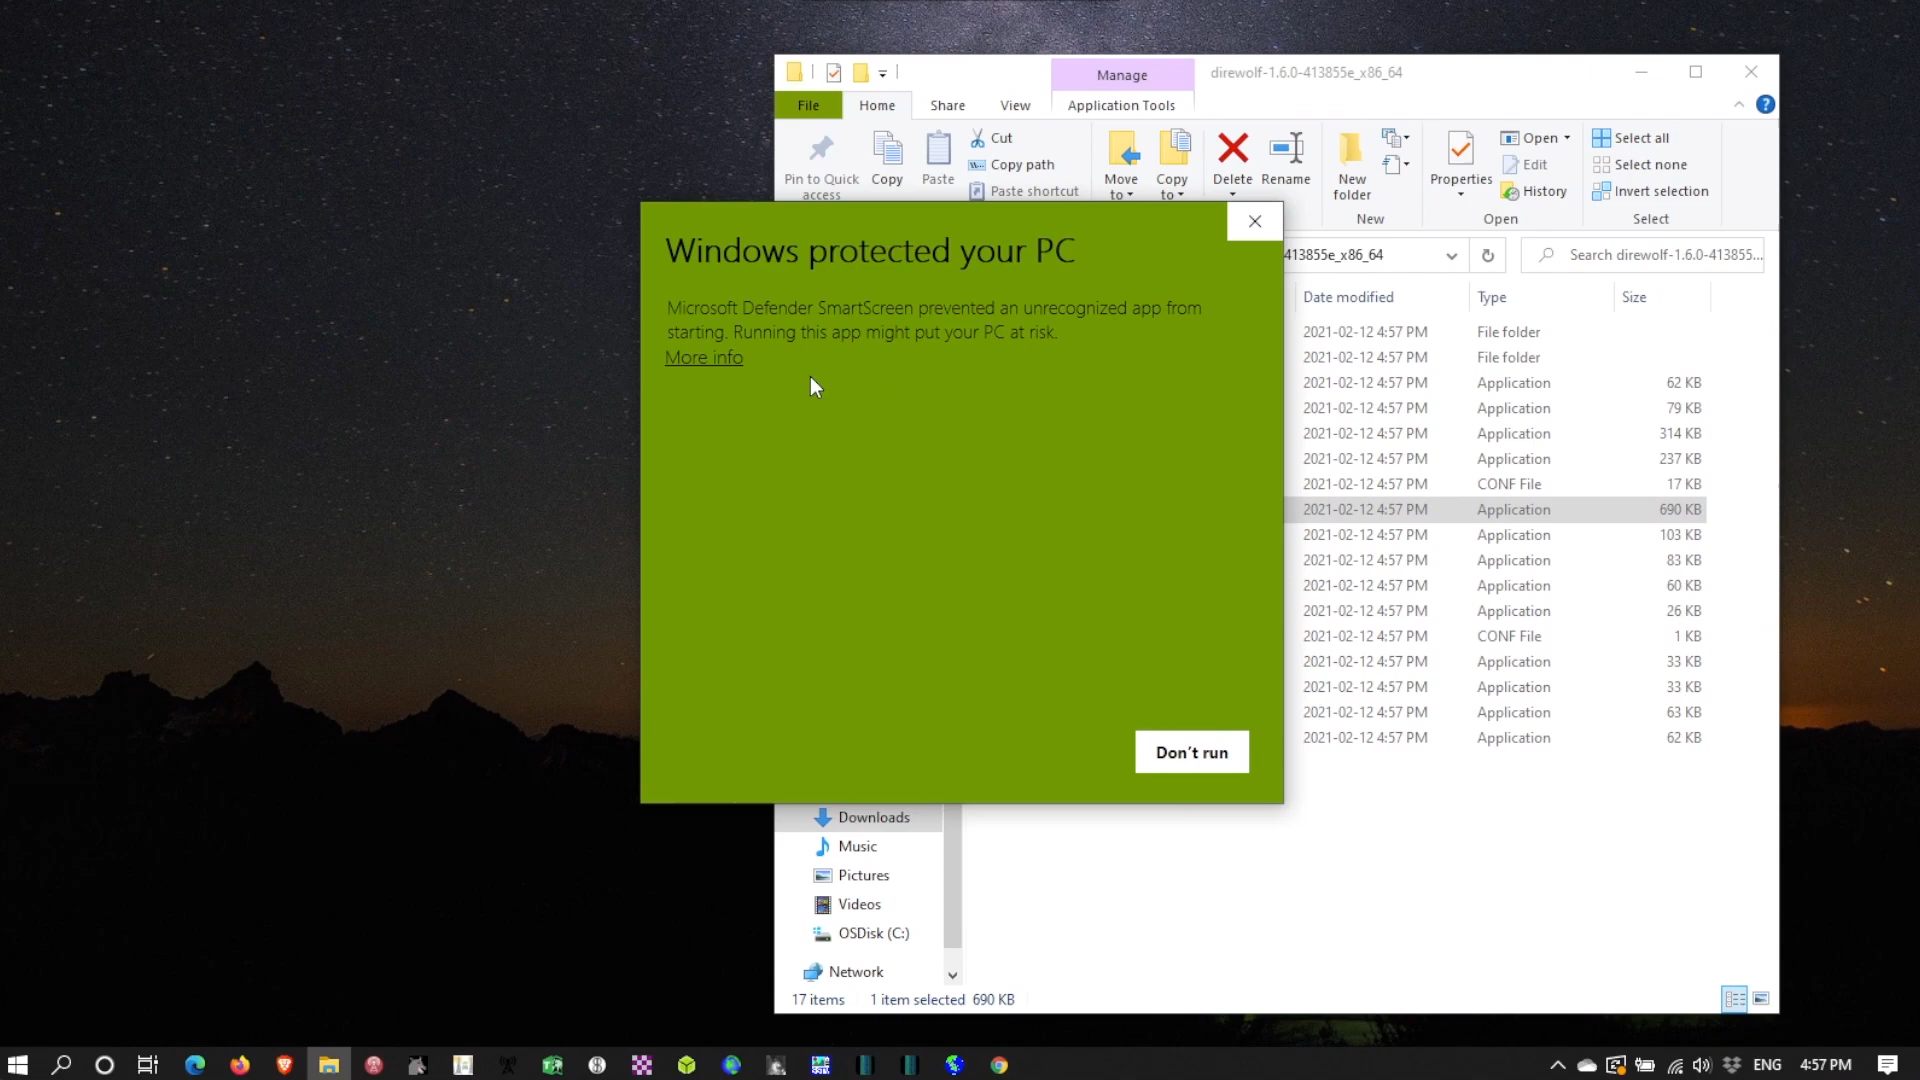 Manage
direwolf-1.6.0-413855e_x86_64
File
Home
Share
View
Application Tools
Pin to Quick access
Copy
Paste
Cut
Copy path
Paste shortcut
Move to
Copy to
Delete
Rename
New folder
New
Properties
Open
Edit
History
Open
Select all
Select none
Invert selection
Select
413855e_x86_64
Search direwolf-1.6.0-413855...
Date modified Type Size
2021-02-12 4:57 PM File folder
2021-02-12 4:57 PM File folder
2021-02-12 4:57 PM Application 62 KB
2021-02-12 4:57 PM Application 79 KB
2021-02-12 4:57 PM Application 314 KB
2021-02-12 4:57 PM Application 237 KB
2021-02-12 4:57 PM CONF File 17 KB
2021-02-12 4:57 PM Application 690 KB
2021-02-12 4:57 PM Application 103 KB
2021-02-12 4:57 PM Application 83 KB
2021-02-12 4:57 PM Application 60 KB
2021-02-12 4:57 PM Application 26 KB
2021-02-12 4:57 PM CONF File 1 KB
2021-02-12 4:57 PM Application 33 KB
2021-02-12 4:57 PM Application 33 KB
2021-02-12 4:57 PM Application 63 KB
2021-02-12 4:57 PM Application 62 KB
Windows protected your PC
Microsoft Defender SmartScreen prevented an unrecognized app from
starting. Running this app might put your PC at risk.
More info
Don't run
Downloads
Music
Pictures
Videos
OSDisk (C:)
Network
17 items 1 item selected 690 KB
ENG 4:57 PM